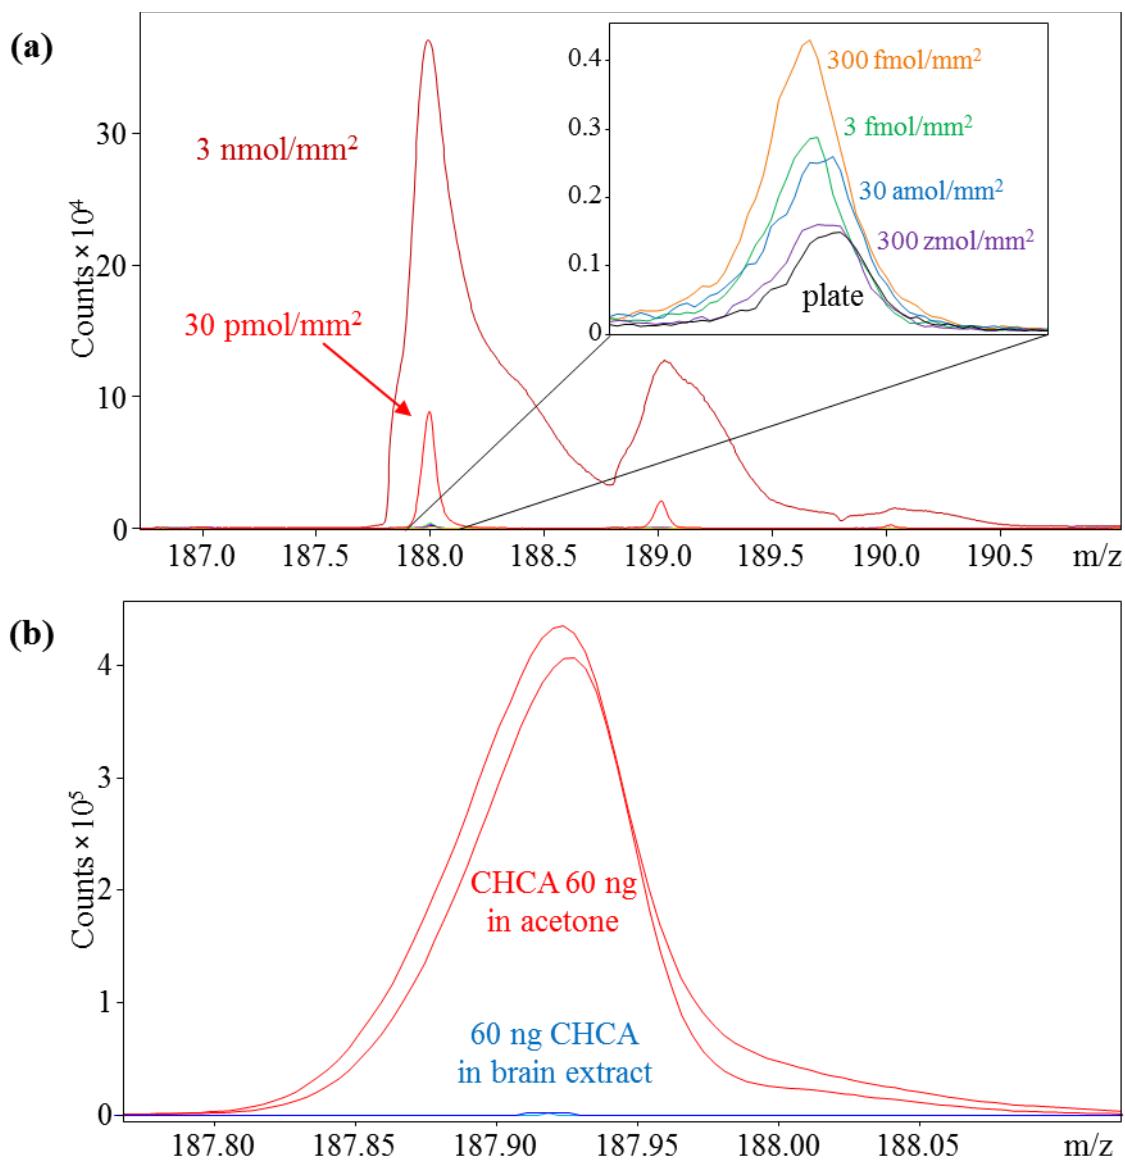 (a)
Counts × 10⁴
30
20
10
0
3 nmol/mm²
30 pmol/mm²
0.4
0.3
0.2
0.1
0
300 fmol/mm²
3 fmol/mm²
30 amol/mm²
300 zmol/mm²
plate
187.0 187.5 188.0 188.5 189.0 189.5 190.0 190.5 m/z
(b)
Counts × 10⁵
4
3
2
1
0
CHCA 60 ng
in acetone
60 ng CHCA
in brain extract
187.80 187.85 187.90 187.95 188.00 188.05 m/z